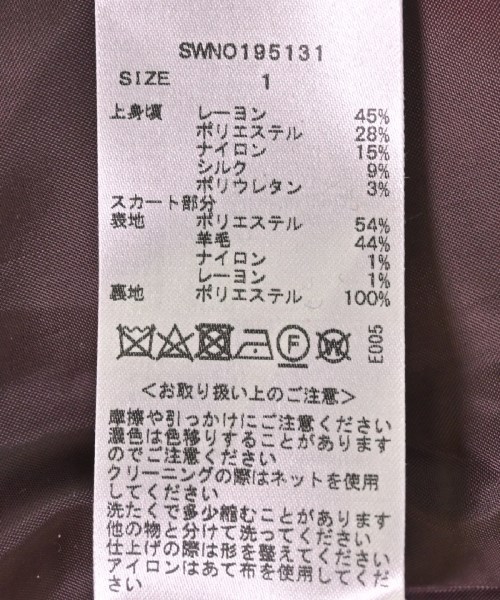 SWNO195131
SIZE 1
上身頃 レーヨン 45%
ポリエステル 28%
ナイロン 15%
シルク 9%
ポリウレタン 3%
スカート部分
表地 ポリエステル 54%
羊毛 44%
ナイロン 1%
レーヨン 1%
裏地 ポリエステル 100%
F W E005
<お取り扱い上のご注意>
摩擦や引っかけにご注意ください
濃色は色移りすることがあります
のでご注意ください
クリーニングの際はネットを使用
してください
洗たくで多少縮むことがあります
他の物と分けて洗ってください
仕上げの際は形を整えてください
アイロンはあて布を使用してくだ
さい